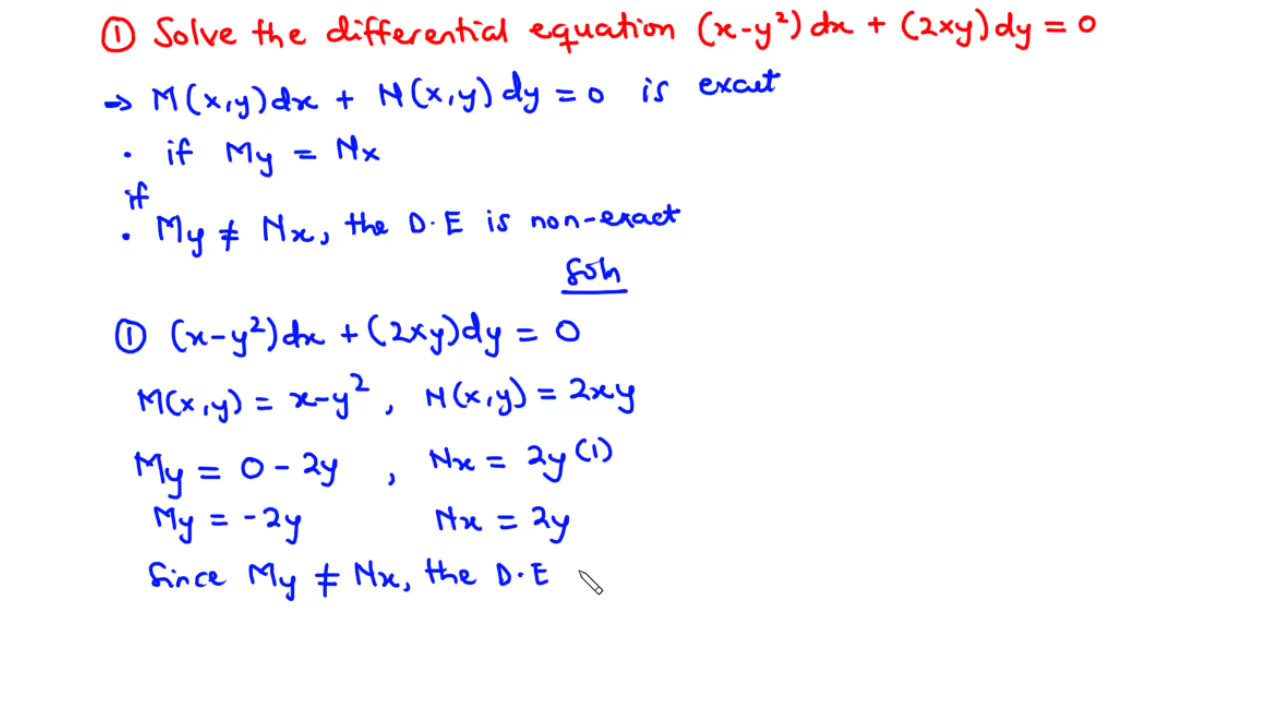 ① Solve the differential equation (x-y²)dx + (2xy)dy = 0
→ M(x,y)dx + N(x,y)dy = 0 is exact
· if My = Nx
if
· My ≠ Nx, the D.E is non-exact
Soln
① (x-y²)dx + (2xy)dy = 0
M(x,y) = x-y², N(x,y) = 2xy
My = 0 - 2y, Nx = 2y(1)
My = -2y Nx = 2y
Since My ≠ Nx, the D.E